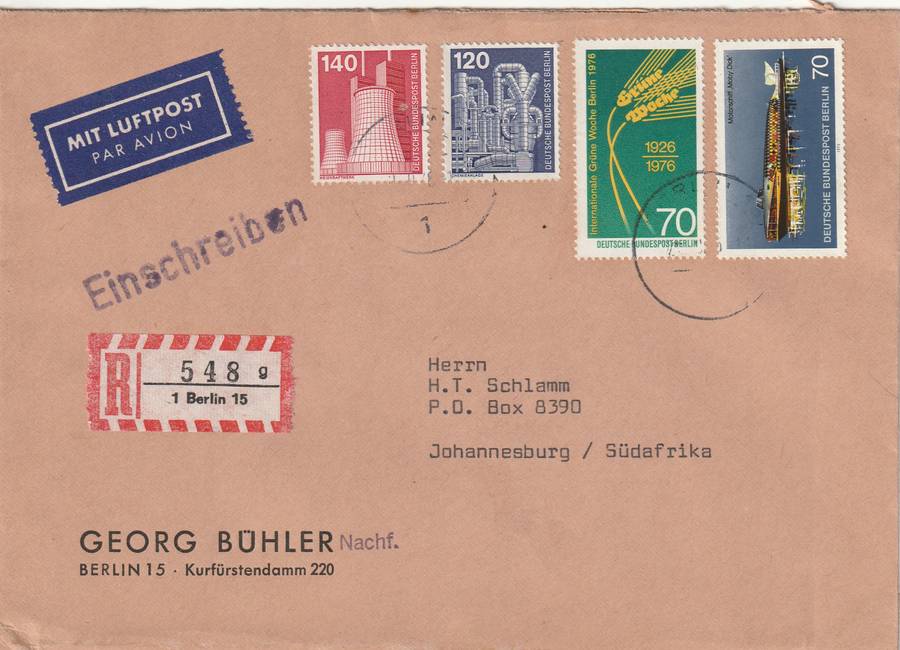 MIT LUFTPOST
PAR AVION
140
DEUTSCHE BUNDESPOST BERLIN
120
DEUTSCHE BUNDESPOST BERLIN
Internationale Grüne Woche Berlin 1976
Grüne
Woche
1926
1976
70
DEUTSCHE BUNDESPOST BERLIN
Motorschiff „Moby Dick“
70
DEUTSCHE BUNDESPOST BERLIN
1
Einschreiben
R
548 g
1 Berlin 15
Herrn
H.T. Schlamm
P.O. Box 8390
Johannesburg / Südafrika
GEORG BÜHLER Nachf.
BERLIN 15 · Kurfürstendamm 220